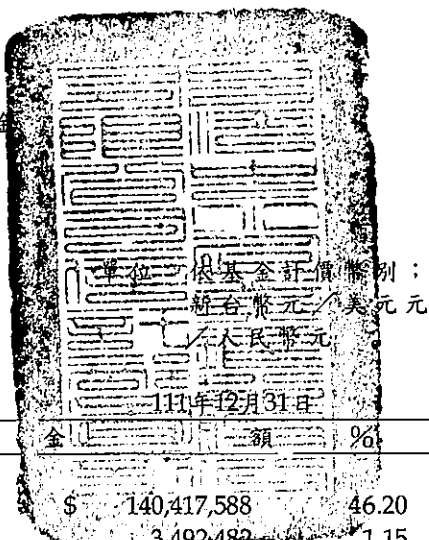 單位：依基金計價幣別；
新台幣元／美元元
／人民幣元
111年12月31日
金 額 %
$ 140,417,588 46.20
3,492,482 1.15